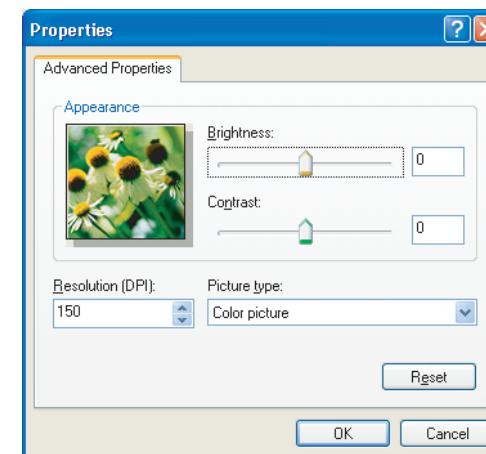 Properties
Advanced Properties
Appearance
Brightness:
0
Contrast:
0
Resolution (DPI):
150
Picture type:
Color picture
Reset
OK
Cancel